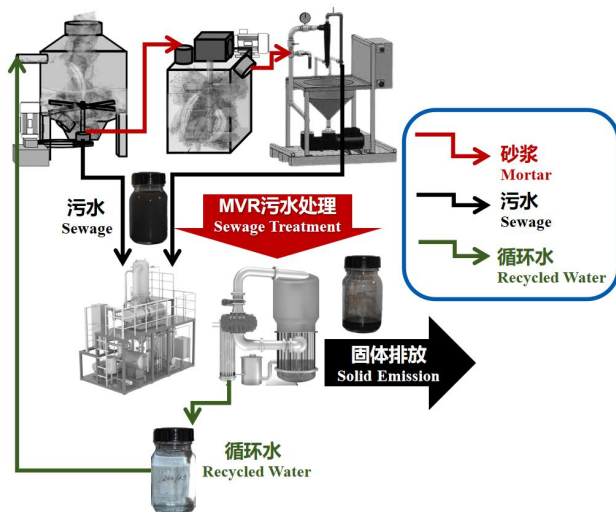 砂浆
Mortar
污水
Sewage
循环水
Recycled Water
污水
Sewage
MVR污水处理
Sewage Treatment
固体排放
Solid Emission
循环水
Recycled Water